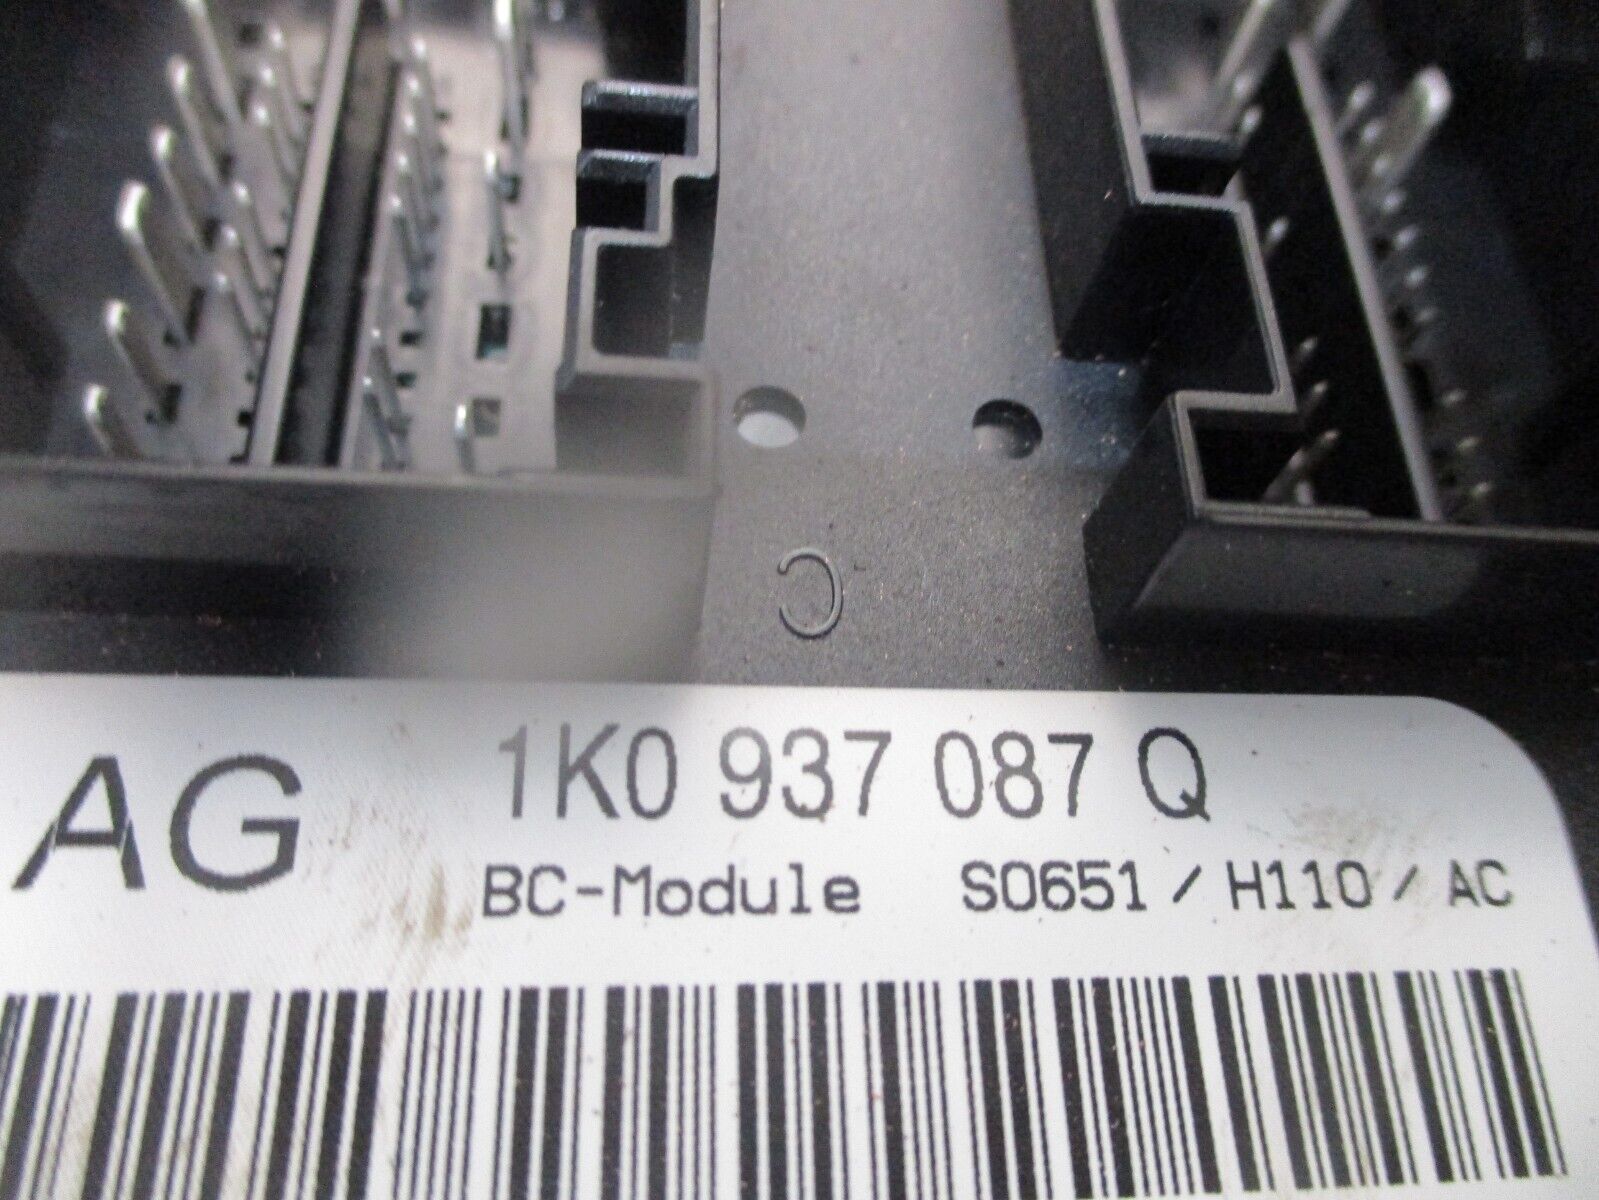 C
AG 1K0 937 087 Q
BC-Module S0651 / H110 / AC